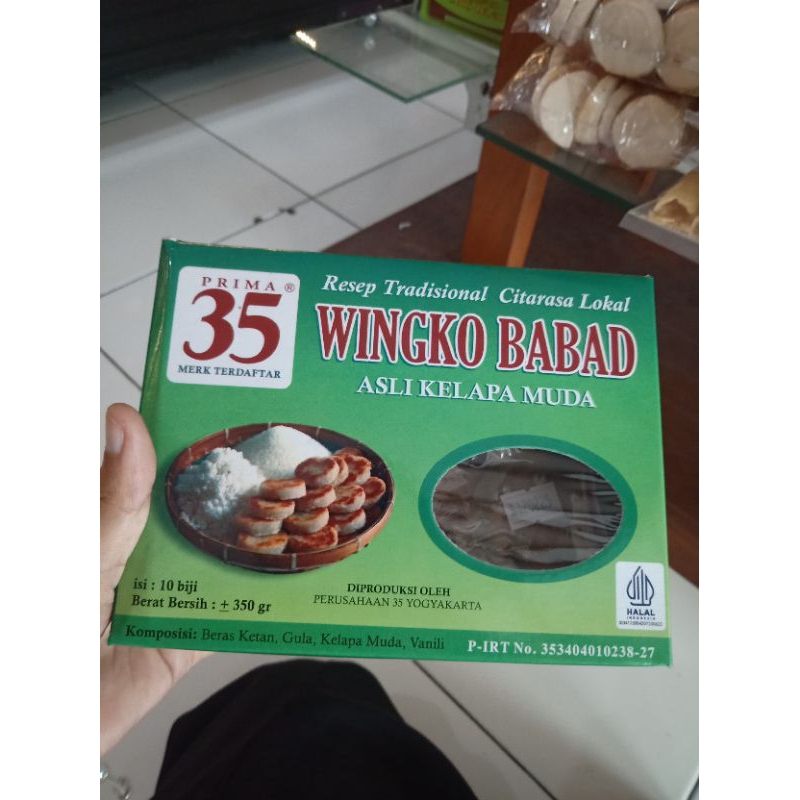 PRIMA ®
35
MERK TERDAFTAR
Resep Tradisional Citarasa Lokal
WINGKO BABAD
ASLI KELAPA MUDA
isi : 10 biji
Berat Bersih : ± 350 gr
DIPRODUKSI OLEH
PERUSAHAAN 35 YOGYAKARTA
HALAL
INDONESIA
Komposisi: Beras Ketan, Gula, Kelapa Muda, Vanili
P-IRT No. 353404010238-27